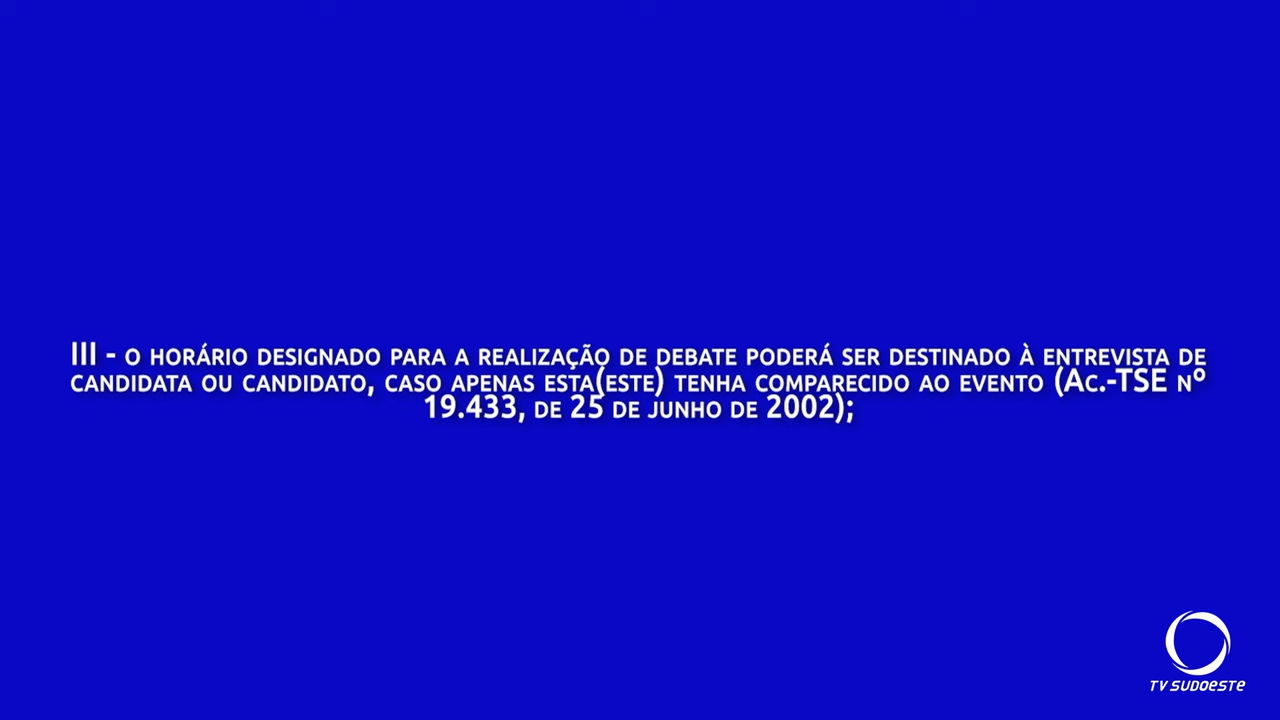 III - O HORÁRIO DESIGNADO PARA A REALIZAÇÃO DE DEBATE PODERÁ SER DESTINADO À ENTREVISTA DE
CANDIDATA OU CANDIDATO, CASO APENAS ESTA(ESTE) TENHA COMPARECIDO AO EVENTO (AC.-TSE Nº
19.433, DE 25 DE JUNHO DE 2002);
TV SUDOESTE